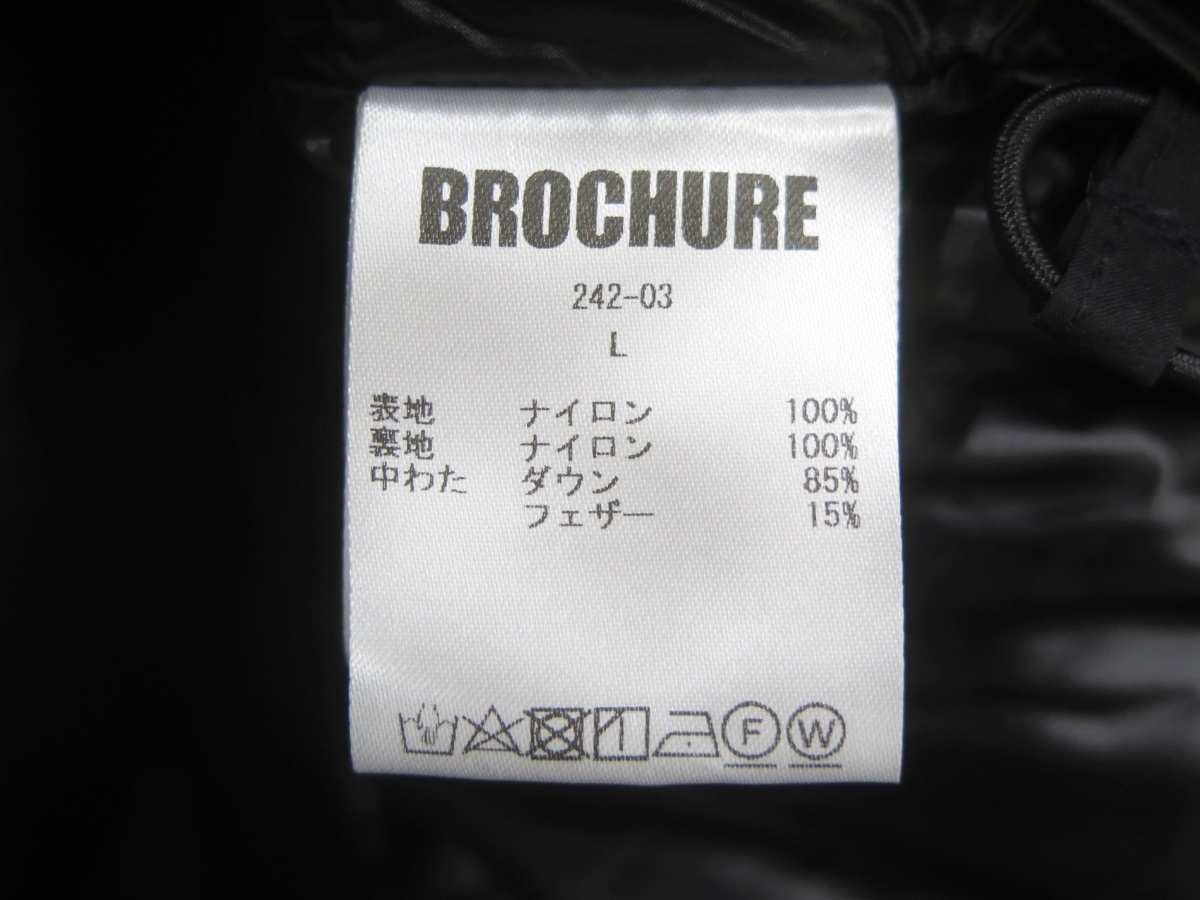 BROCHURE
242-03
L
表地 ナイロン 100%
裏地 ナイロン 100%
中わた ダウン 85%
フェザー 15%
F W